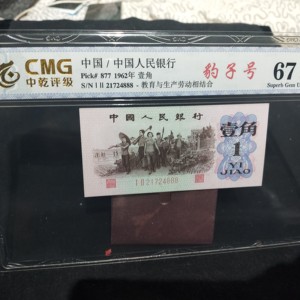 CMG
中乾评级
中国 / 中国人民银行
Pick# 877 1962年 壹角
S/N I II 21724888 - 教育与生产劳动相结合
豹子号
67
Superb Gem U
中国人民银行
壹角
1
YI
JIAO
I II 21724888